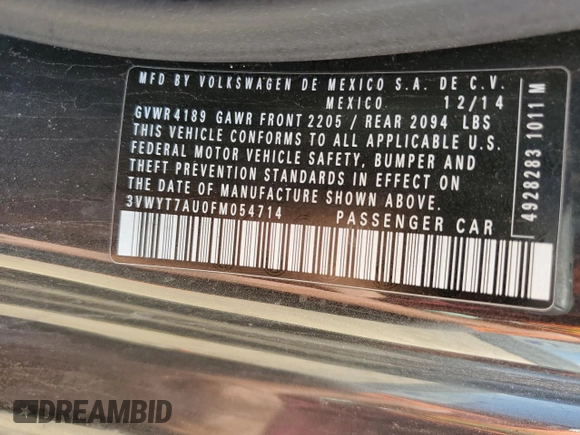 MFD BY VOLKSWAGEN DE MEXICO S.A. DE C.V.
MEXICO 12/14
GVWR 4189 GAWR FRONT 2205 / REAR 2094 LBS
THIS VEHICLE CONFORMS TO ALL APPLICABLE U.S.
FEDERAL MOTOR VEHICLE SAFETY, BUMPER AND
THEFT PREVENTION STANDARDS IN EFFECT ON
THE DATE OF MANUFACTURE SHOWN ABOVE.
3VWYT7AU0FM054714 PASSENGER CAR
4928283 1011 M
DREAMBID